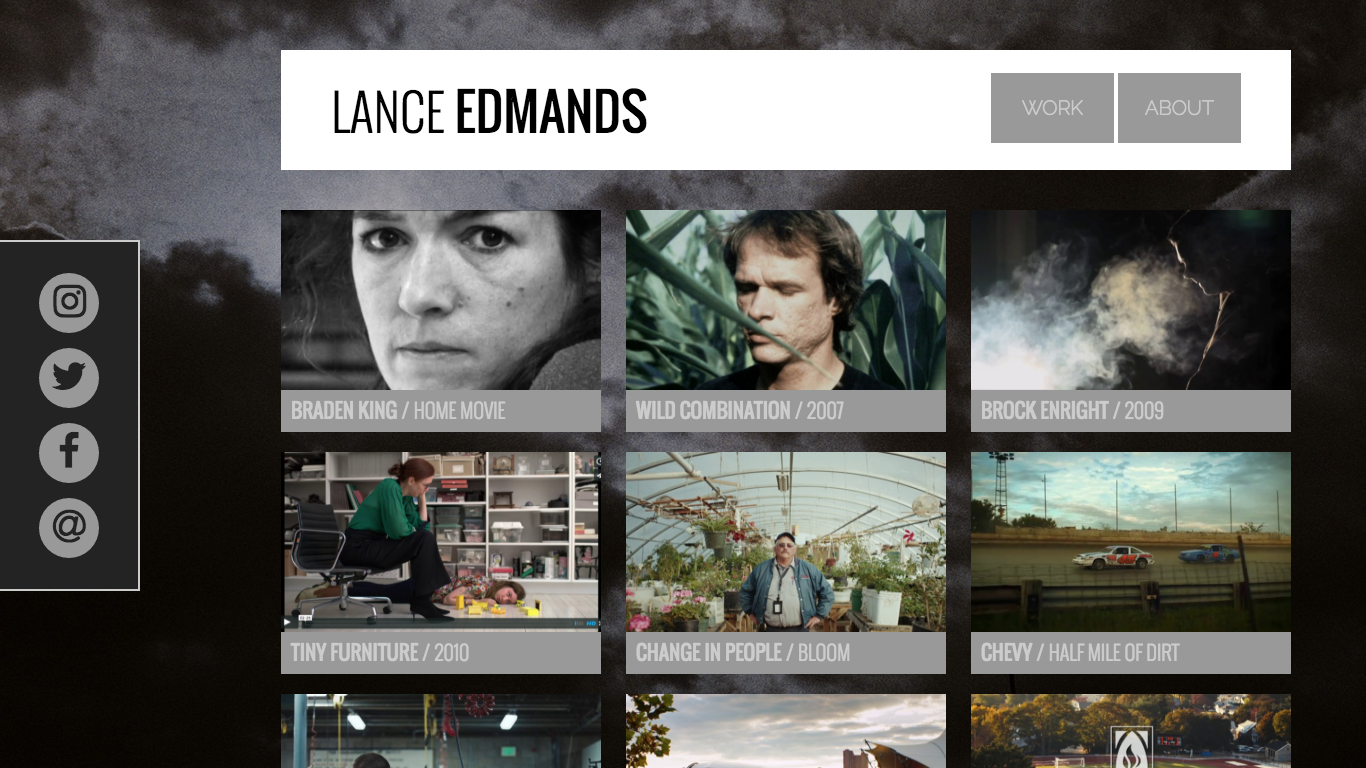 LANCE EDMANDS
WORK
ABOUT
BRADEN KING / HOME MOVIE
WILD COMBINATION / 2007
BROCK ENRIGHT / 2009
TINY FURNITURE / 2010
CHANGE IN PEOPLE / BLOOM
CHEVY / HALF MILE OF DIRT